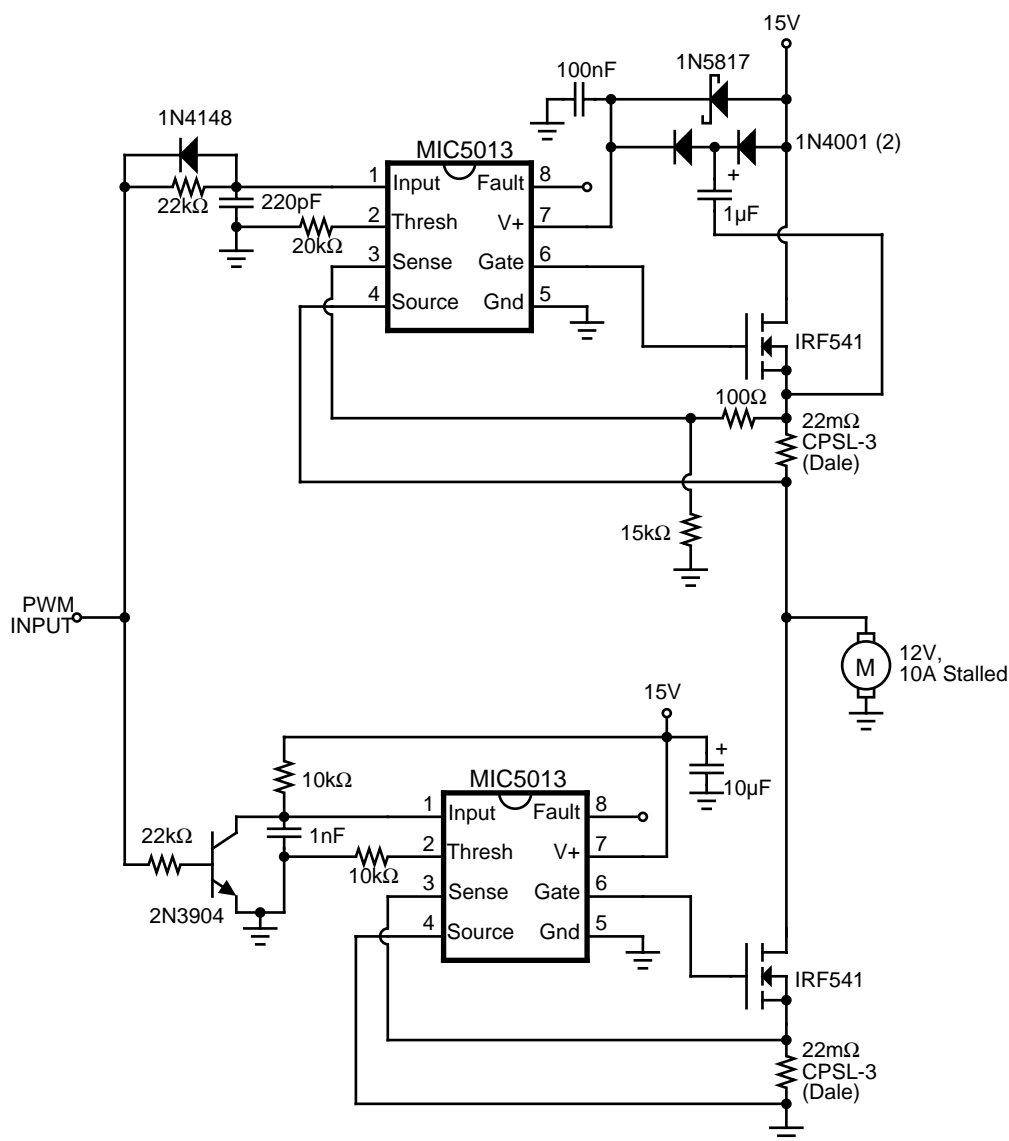 15V
100nF
1N5817
1N4148
MIC5013
1N4001 (2)
+
1µF
1 Input Fault 8
22kΩ
220pF
2 Thresh V+ 7
20kΩ
3 Sense Gate 6
4 Source Gnd 5
IRF541
100Ω
22mΩ
CPSL-3
(Dale)
15kΩ
PWM
INPUT
M
12V,
10A Stalled
15V
+
10µF
10kΩ
MIC5013
1 Input Fault 8
1nF
22kΩ
2 Thresh V+ 7
10kΩ
3 Sense Gate 6
2N3904
4 Source Gnd 5
IRF541
22mΩ
CPSL-3
(Dale)